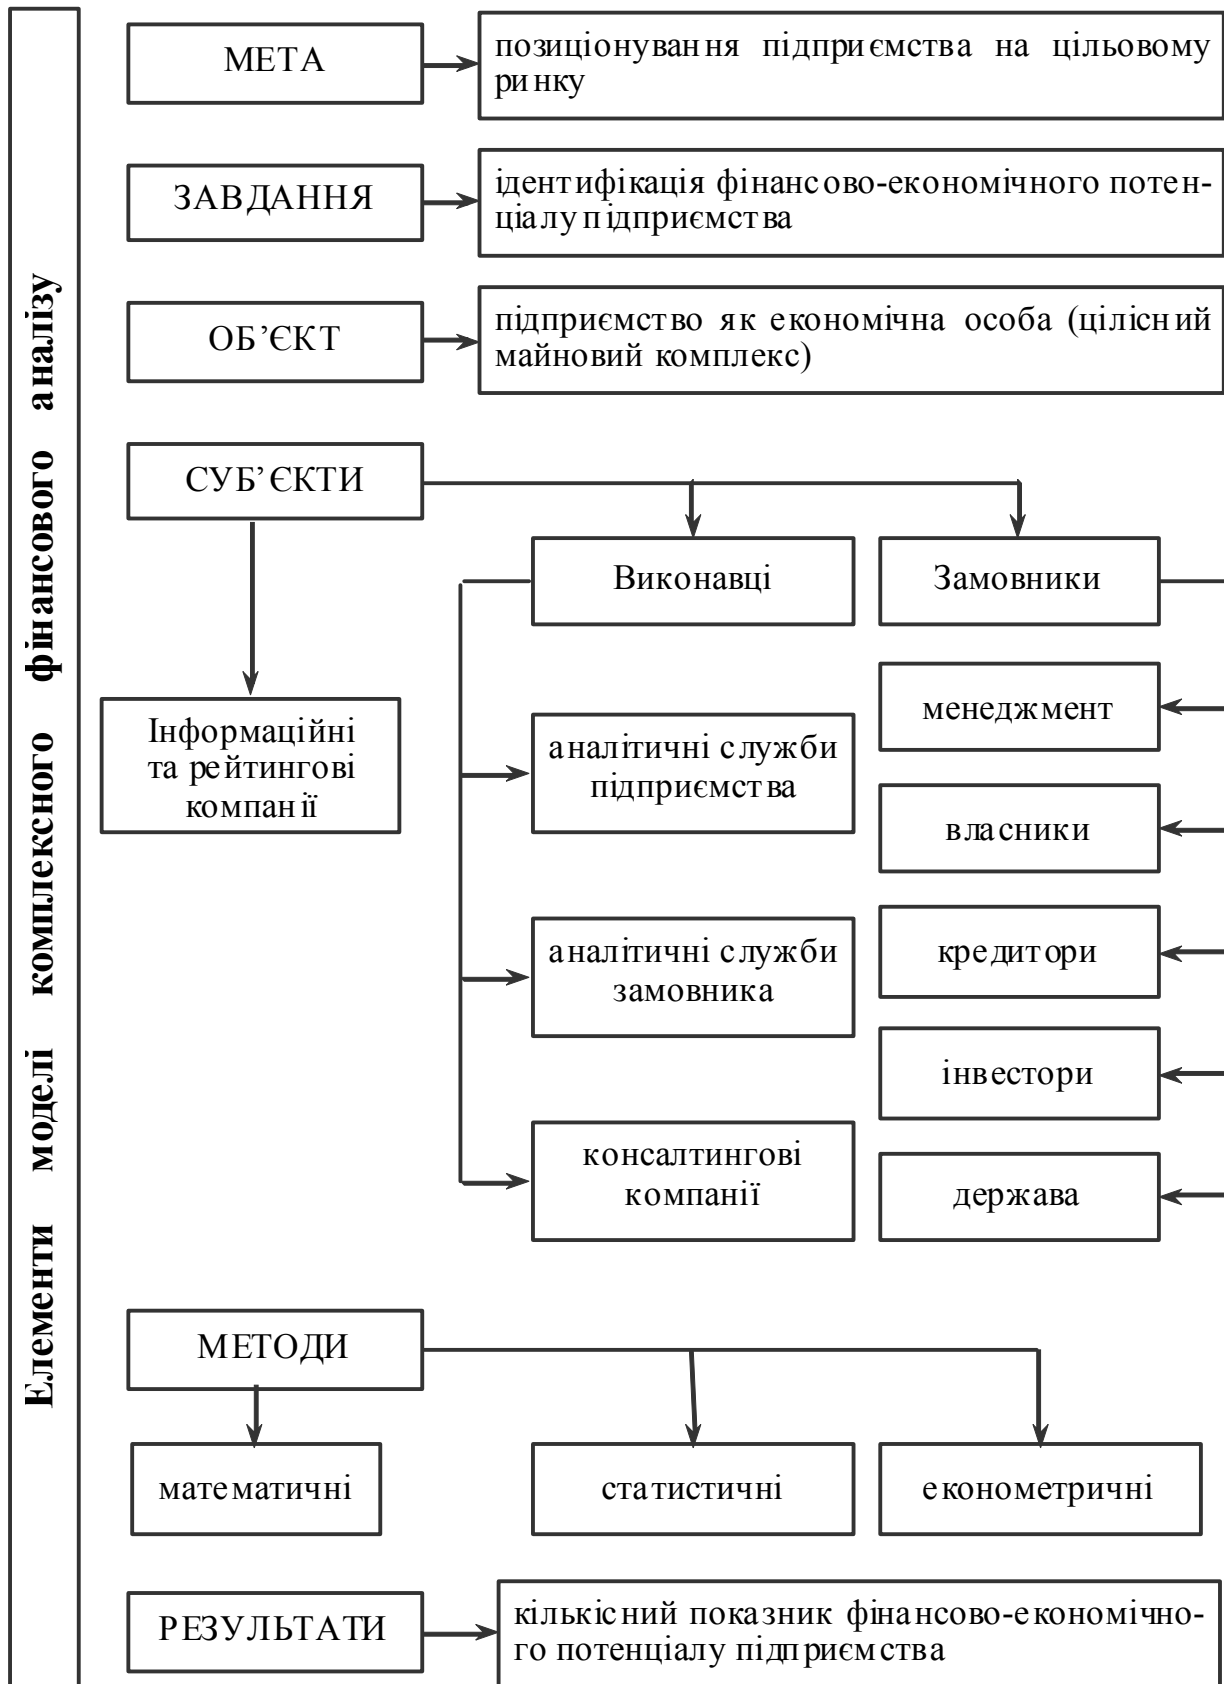 Елементи моделі комплексного фінансового аналізу
МЕТА
позиціонування підприємства на цільовому
ринку
ЗАВДАННЯ
ідентифікація фінансово-економічного потен-
ціалу підприємства
ОБ’ЄКТ
підприємство як економічна особа (цілісний
майновий комплекс)
СУБ’ЄКТИ
Виконавці
Замовники
Інформаційні
та рейтингові
компанії
аналітичні служби
підприємства
аналітичні служби
замовника
консалтингові
компанії
менеджмент
власники
кредитори
інвестори
держава
МЕТОДИ
математичні
статистичні
економетричні
РЕЗУЛЬТАТИ
кількісний показник фінансово-економічно-
го потенціалу підприємства